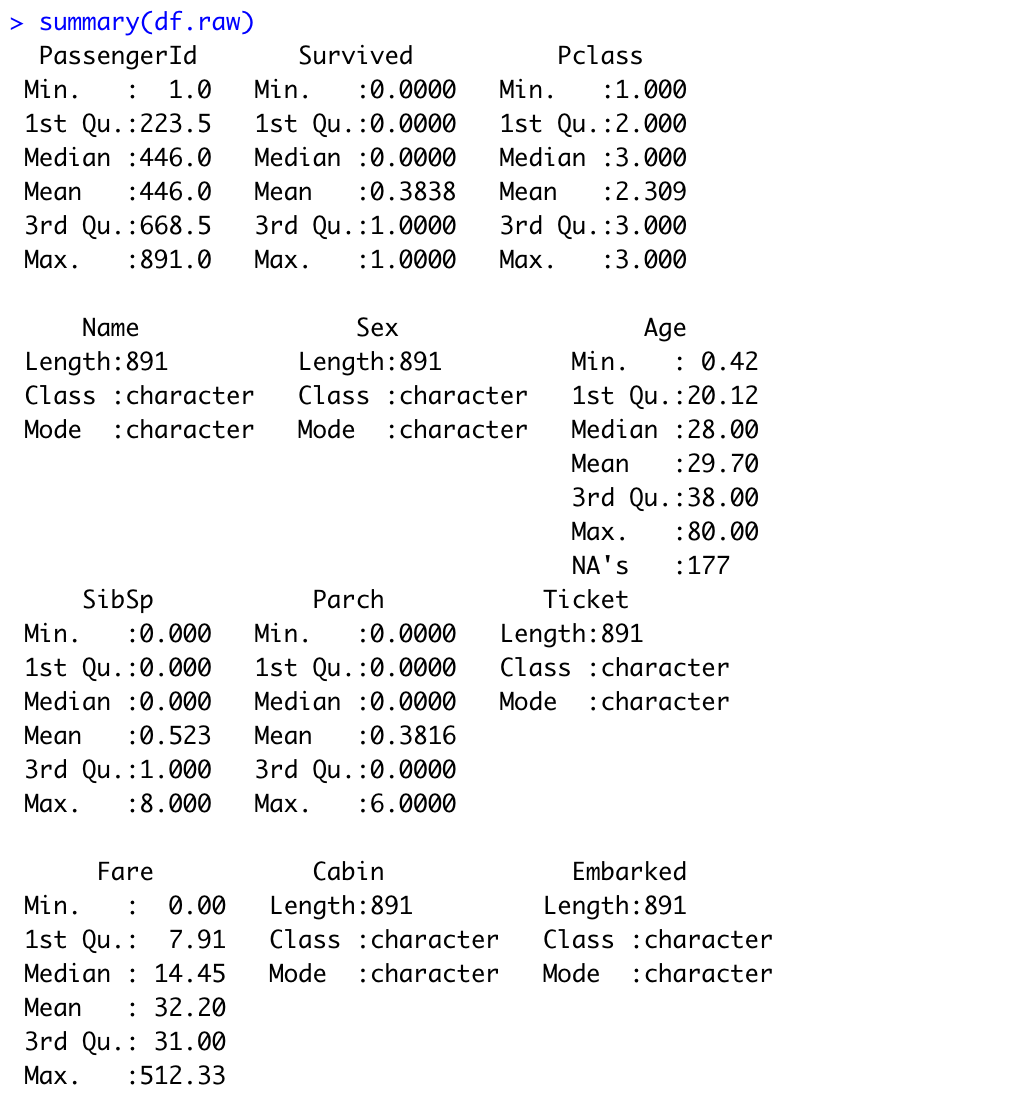 > summary(df.raw)
  PassengerId       Survived          Pclass
 Min.   :  1.0   Min.   :0.0000   Min.   :1.000
 1st Qu.:223.5   1st Qu.:0.0000   1st Qu.:2.000
 Median :446.0   Median :0.0000   Median :3.000
 Mean   :446.0   Mean   :0.3838   Mean   :2.309
 3rd Qu.:668.5   3rd Qu.:1.0000   3rd Qu.:3.000
 Max.   :891.0   Max.   :1.0000   Max.   :3.000

     Name               Sex                 Age
 Length:891         Length:891         Min.   : 0.42
 Class :character   Class :character   1st Qu.:20.12
 Mode  :character   Mode  :character   Median :28.00
                                       Mean   :29.70
                                       3rd Qu.:38.00
                                       Max.   :80.00
                                       NA's   :177
     SibSp           Parch           Ticket
 Min.   :0.000   Min.   :0.0000   Length:891
 1st Qu.:0.000   1st Qu.:0.0000   Class :character
 Median :0.000   Median :0.0000   Mode  :character
 Mean   :0.523   Mean   :0.3816
 3rd Qu.:1.000   3rd Qu.:0.0000
 Max.   :8.000   Max.   :6.0000

      Fare           Cabin             Embarked
 Min.   :  0.00   Length:891         Length:891
 1st Qu.:  7.91   Class :character   Class :character
 Median : 14.45   Mode  :character   Mode  :character
 Mean   : 32.20
 3rd Qu.: 31.00
 Max.   :512.33